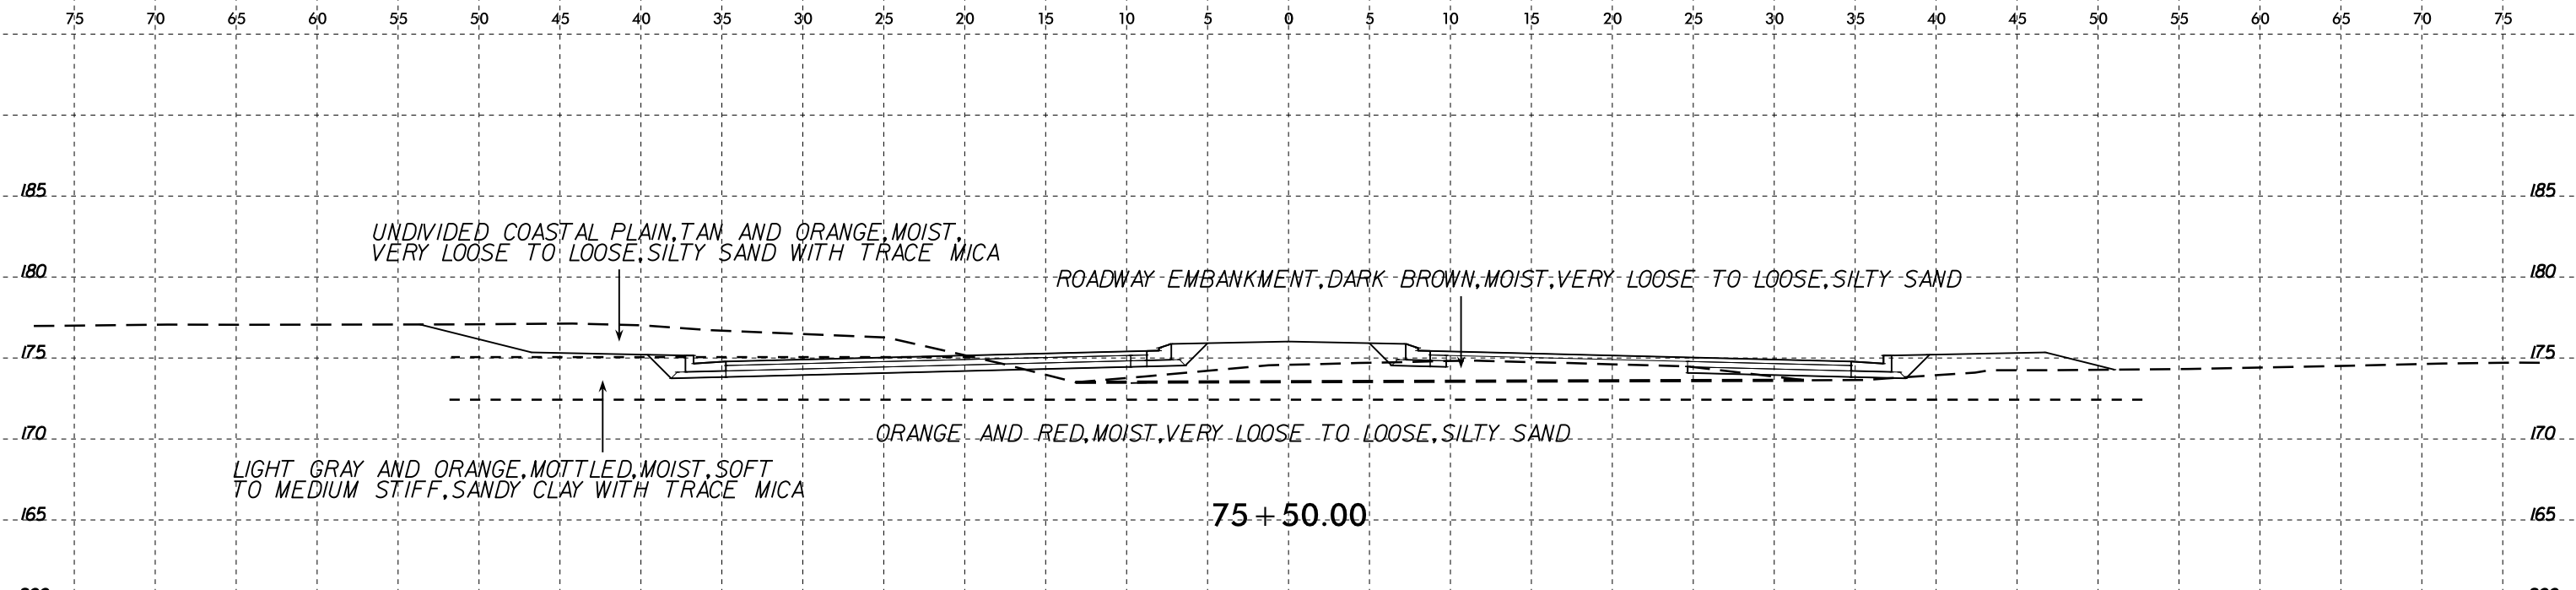 75 70 65 60 55 50 45 40 35 30 25 20 15 10 5 0 5 10 15 20 25 30 35 40 45 50 55 60 65 70 75
185 185
UNDIVIDED COASTAL PLAIN,TAN AND ORANGE,MOIST,
VERY LOOSE TO LOOSE,SILTY SAND WITH TRACE MICA
180 180
ROADWAY EMBANKMENT,DARK BROWN,MOIST,VERY LOOSE TO LOOSE,SILTY SAND
175 175
170 170
ORANGE AND RED,MOIST,VERY LOOSE TO LOOSE,SILTY SAND
LIGHT GRAY AND ORANGE,MOTTLED,MOIST,SOFT
TO MEDIUM STIFF,SANDY CLAY WITH TRACE MICA
165 165
75+50.00